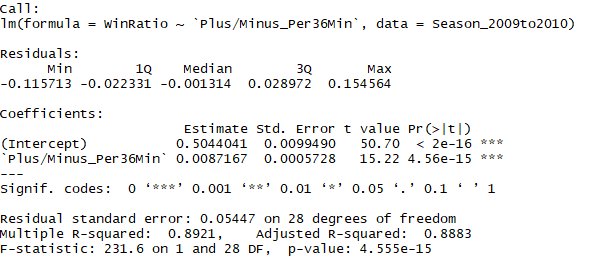 Call:
lm(formula = WinRatio ~ `Plus/Minus_Per36Min`, data = Season_2009to2010)
Residuals:
Min 1Q Median 3Q Max
-0.115713 -0.022331 -0.001314 0.028972 0.154564
Coefficients:
Estimate Std. Error t value Pr(>|t|)
(Intercept) 0.5044041 0.0099490 50.70 < 2e-16 ***
`Plus/Minus_Per36Min` 0.0087167 0.0005728 15.22 4.56e-15 ***
---
Signif. codes: 0 ‘***’ 0.001 ‘**’ 0.01 ‘*’ 0.05 ‘.’ 0.1 ‘ ’ 1
Residual standard error: 0.05447 on 28 degrees of freedom
Multiple R-squared: 0.8921, Adjusted R-squared: 0.8883
F-statistic: 231.6 on 1 and 28 DF, p-value: 4.555e-15